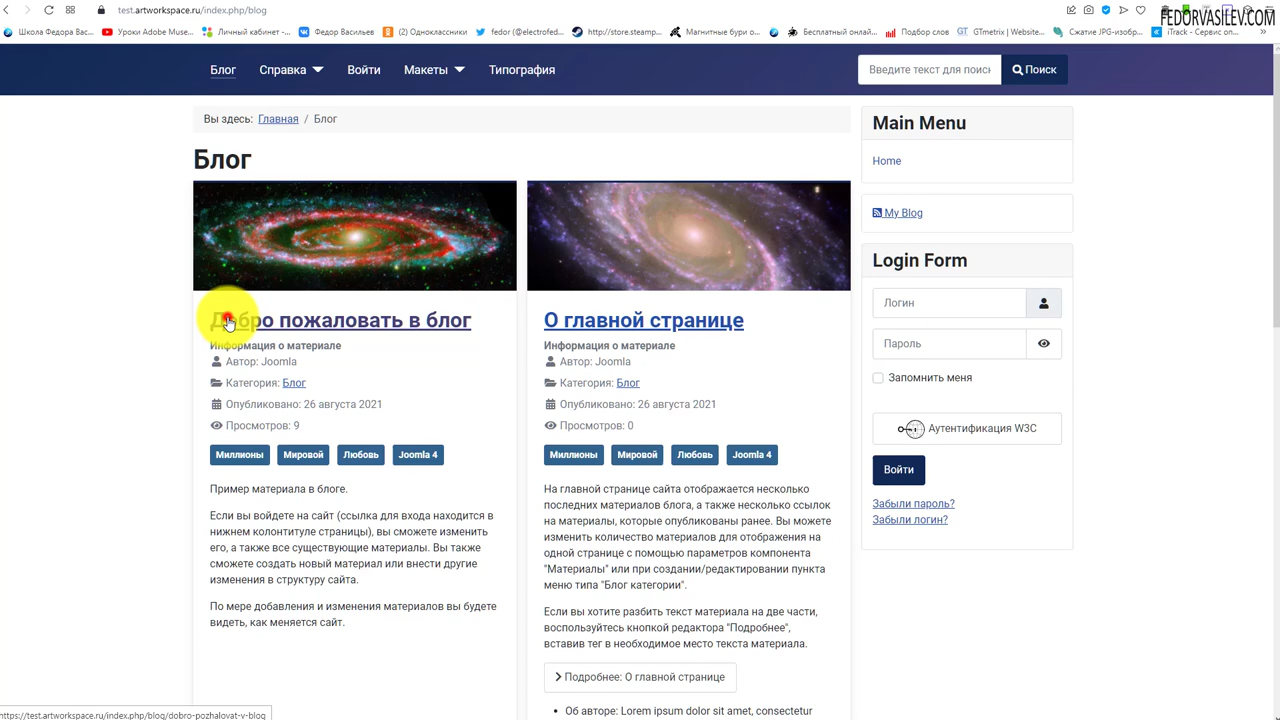 test.artworkspace.ru/index.php/blog
FEDORVASILEV.COM
Школа Федора Вас...
Уроки Adobe Muse...
Личный кабинет -...
Федор Васильев
(2) Одноклассники
fedor (@electrofed...
http://store.steamp...
Магнитные бури о...
Бесплатный онлай...
Подбор слов
GT GTmetrix | Website...
Сжатие JPG-изобр...
iTrack - Сервис оп...
Блог
Справка
Войти
Макеты
Типография
Введите текст для поиск
Поиск
Вы здесь: Главная / Блог
Блог
Добро пожаловать в блог
Информация о материале
Автор: Joomla
Категория: Блог
Опубликовано: 26 августа 2021
Просмотров: 9
Миллионы Мировой Любовь Joomla 4
Пример материала в блоге.
Если вы войдете на сайт (ссылка для входа находится в
нижнем колонтитуле страницы), вы сможете изменить
его, а также все существующие материалы. Вы также
сможете создать новый материал или внести другие
изменения в структуру сайта.
По мере добавления и изменения материалов вы будете
видеть, как меняется сайт.
О главной странице
Информация о материале
Автор: Joomla
Категория: Блог
Опубликовано: 26 августа 2021
Просмотров: 0
Миллионы Мировой Любовь Joomla 4
На главной странице сайта отображается несколько
последних материалов блога, а также несколько ссылок
на материалы, которые опубликованы ранее. Вы можете
изменить количество материалов для отображения на
одной странице с помощью параметров компонента
"Материалы" или при создании/редактировании пункта
меню типа "Блог категории".
Если вы хотите разбить текст материала на две части,
воспользуйтесь кнопкой редактора "Подробнее",
вставив тег в необходимое место текста материала.
Подробнее: О главной странице
Об авторе: Lorem ipsum dolor sit amet, consectetur
Main Menu
Home
My Blog
Login Form
Логин
Пароль
Запомнить меня
Аутентификация W3C
Войти
Забыли пароль?
Забыли логин?
https://test.artworkspace.ru/index.php/blog/dobro-pozhalovat-v-blog